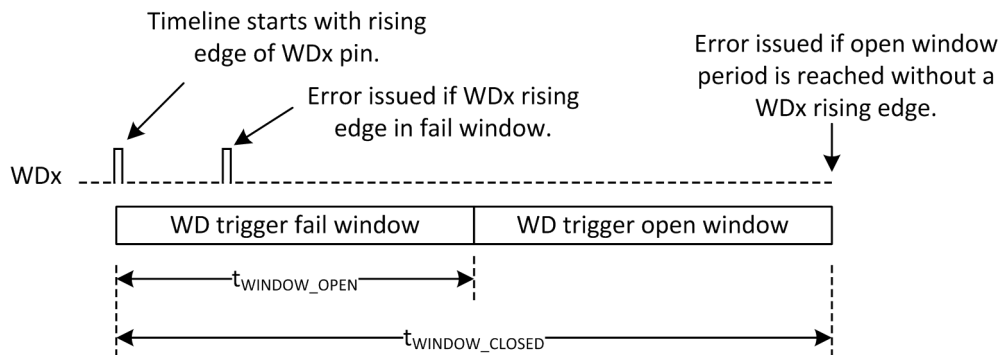 Timeline starts with rising
edge of WDx pin.
Error issued if WDx rising
edge in fail window.
Error issued if open window
period is reached without a
WDx rising edge.
WDx
WD trigger fail window
WD trigger open window
tWINDOW_OPEN
tWINDOW_CLOSED